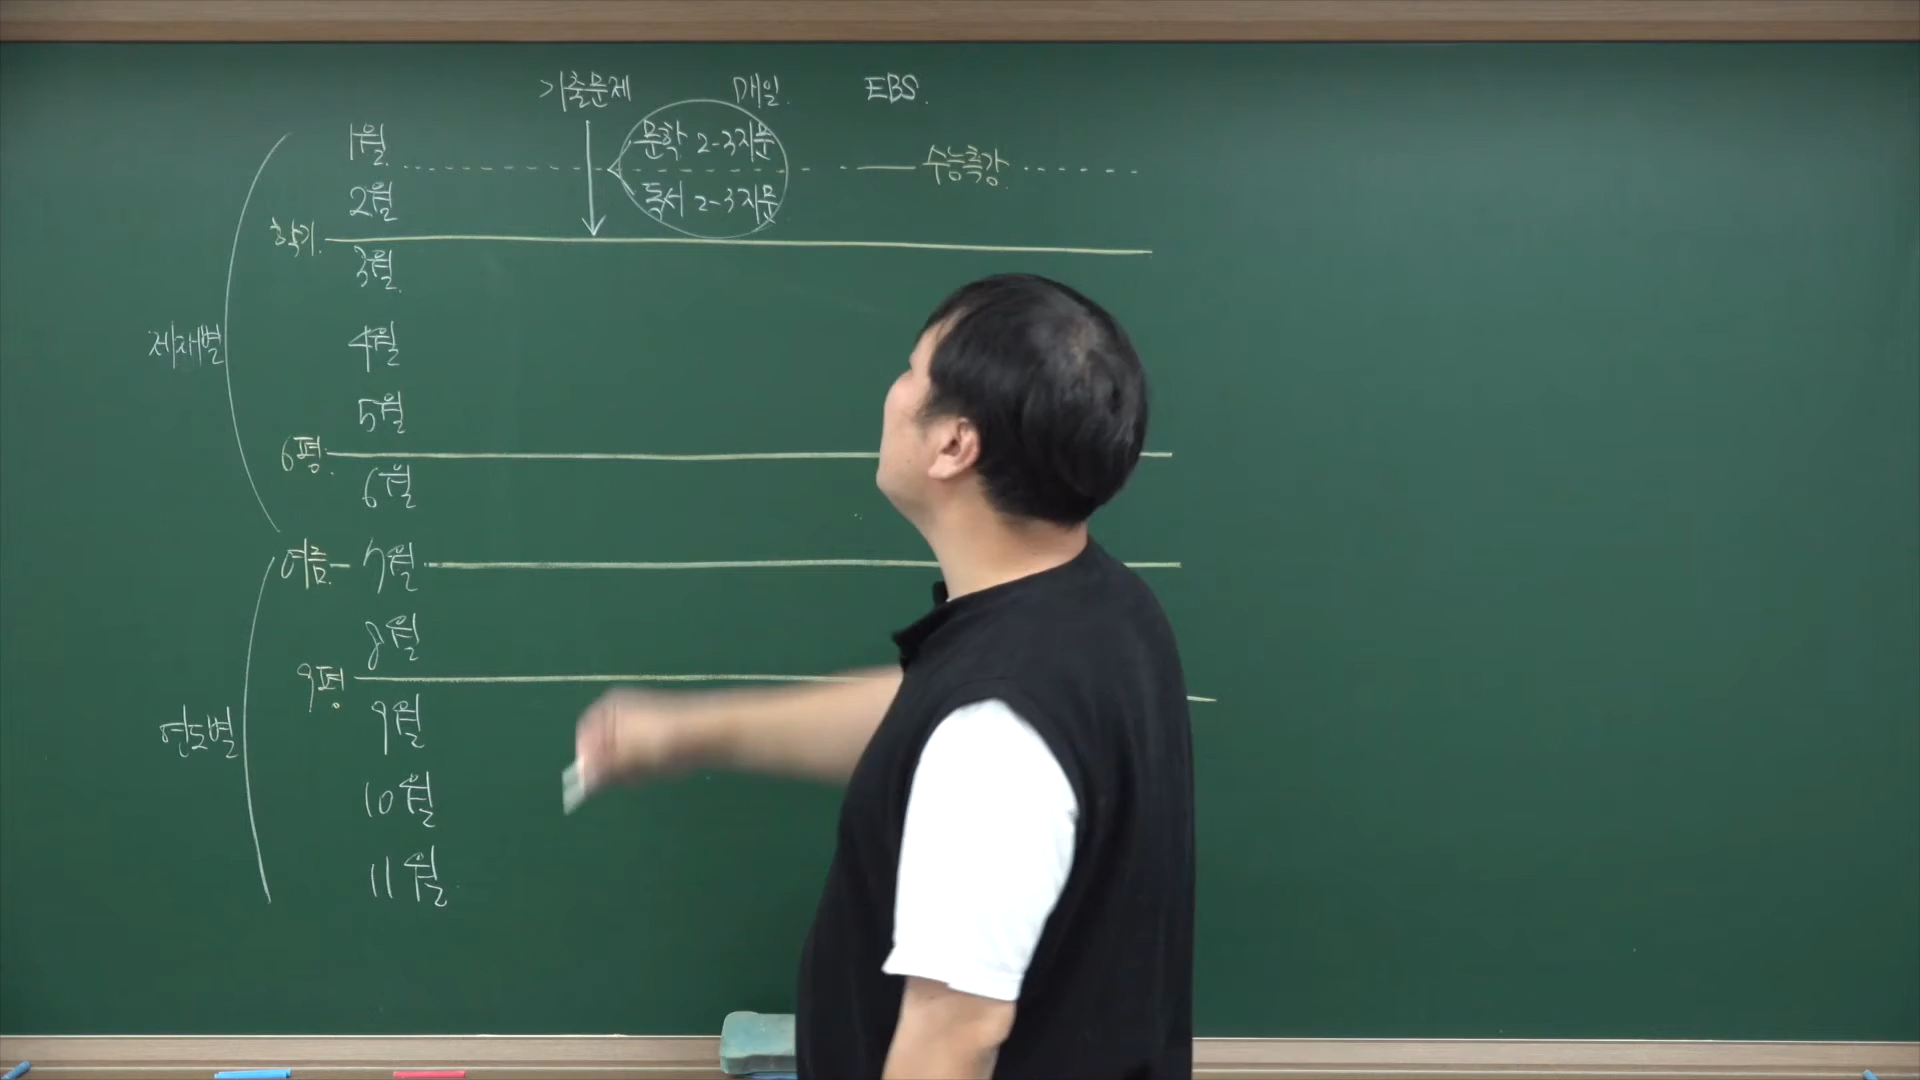 기출문제 매일. EBS.
1월
문학 2-3지문
수능특강.
2월
독서 2-3지문
학기.
3월.
제재별
4월
5월
6평.
6월
여름 7월
8월
9평
9월
연도별
10월
11월.